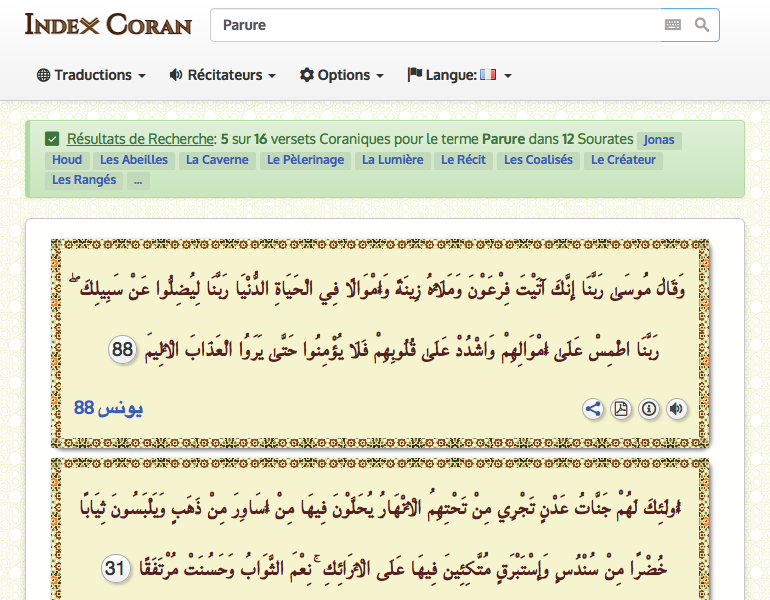 INDEX CORAN
Parure
Traductions Récitateurs Options Langue:
Résultats de Recherche: 5 sur 16 versets Coraniques pour le terme Parure dans 12 Sourates Jonas
Houd Les Abeilles La Caverne Le Pèlerinage La Lumière Le Récit Les Coalisés Le Créateur
Les Rangés ...
وَقَالَ مُوسَىٰ رَبَّنَا إِنَّكَ آتَيْتَ فِرْعَوْنَ وَمَلَأَهُ زِينَةً وَأَمْوَالًا فِي الْحَيَاةِ الدُّنْيَا رَبَّنَا لِيُضِلُّوا عَنْ سَبِيلِكَ ۖ
رَبَّنَا اطْمِسْ عَلَىٰ أَمْوَالِهِمْ وَاشْدُدْ عَلَىٰ قُلُوبِهِمْ فَلَا يُؤْمِنُوا حَتَّىٰ يَرَوُا الْعَذَابَ الْأَلِيمَ 88
يونس 88
أُولَٰئِكَ لَهُمْ جَنَّاتُ عَدْنٍ تَجْرِي مِنْ تَحْتِهِمُ الْأَنْهَارُ يُحَلَّوْنَ فِيهَا مِنْ أَسَاوِرَ مِنْ ذَهَبٍ وَيَلْبَسُونَ ثِيَابًا
خُضْرًا مِنْ سُنْدُسٍ وَإِسْتَبْرَقٍ مُتَّكِئِينَ فِيهَا عَلَى الْأَرَائِكِ ۚ نِعْمَ الثَّوَابُ وَحَسُنَتْ مُرْتَفَقًا 31